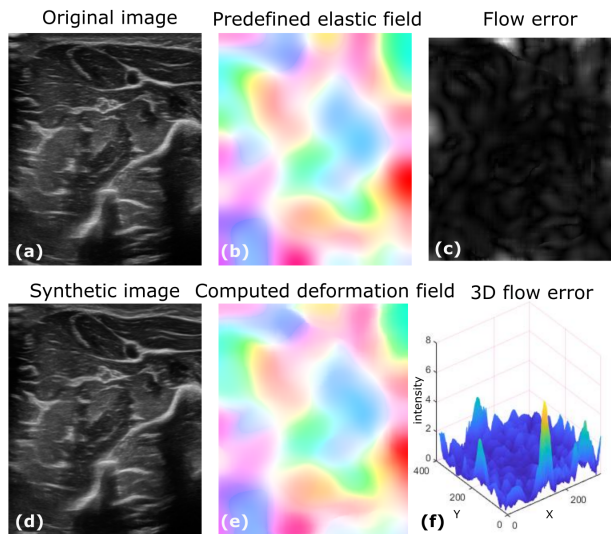 Original image
Predefined elastic field
Flow error
(a)
(b)
(c)
Synthetic image
Computed deformation field
3D flow error
8
6
4
2
0
intensity
400
200
0
Y
0
200
X
(d)
(e)
(f)